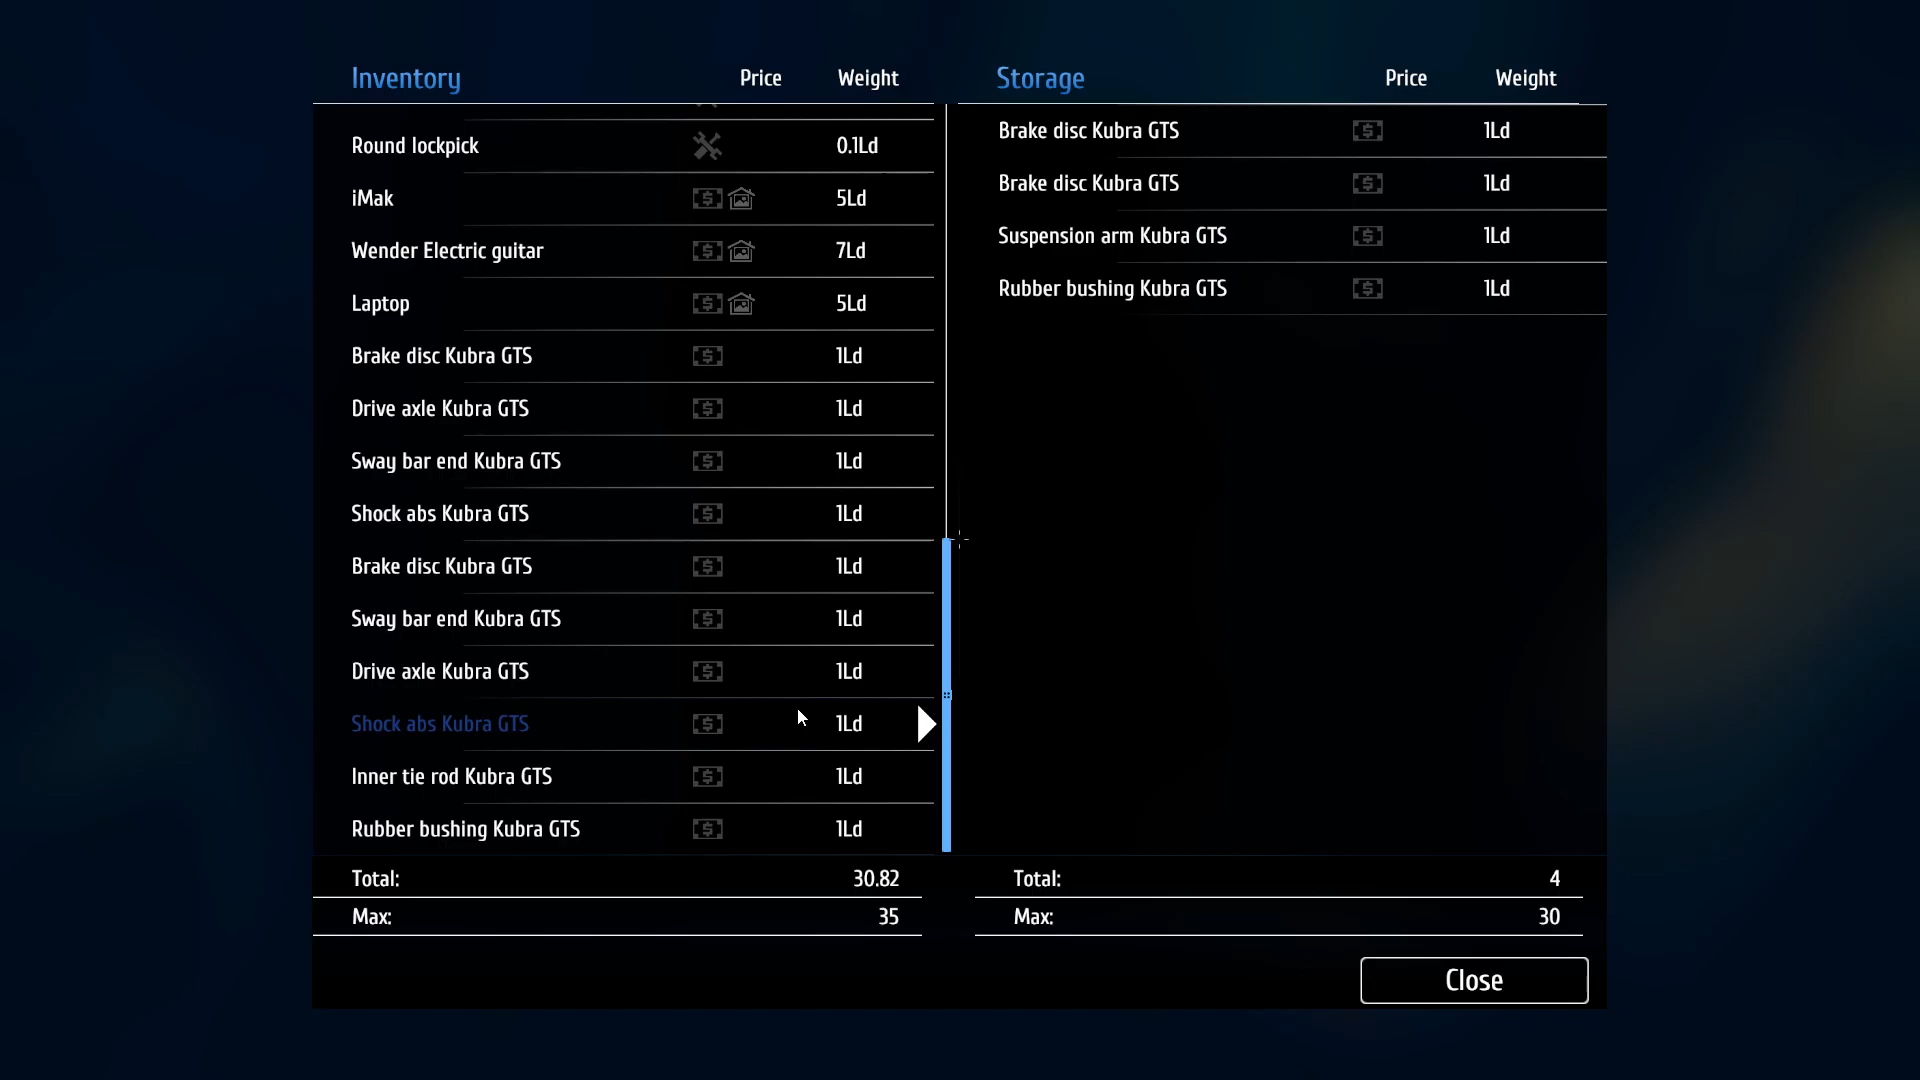 Inventory Price Weight
Round lockpick 0.1Ld
iMak 5Ld
Wender Electric guitar 7Ld
Laptop 5Ld
Brake disc Kubra GTS 1Ld
Drive axle Kubra GTS 1Ld
Sway bar end Kubra GTS 1Ld
Shock abs Kubra GTS 1Ld
Brake disc Kubra GTS 1Ld
Sway bar end Kubra GTS 1Ld
Drive axle Kubra GTS 1Ld
Shock abs Kubra GTS 1Ld
Inner tie rod Kubra GTS 1Ld
Rubber bushing Kubra GTS 1Ld
Total: 30.82
Max: 35
Storage Price Weight
Brake disc Kubra GTS 1Ld
Brake disc Kubra GTS 1Ld
Suspension arm Kubra GTS 1Ld
Rubber bushing Kubra GTS 1Ld
Total: 4
Max: 30
Close